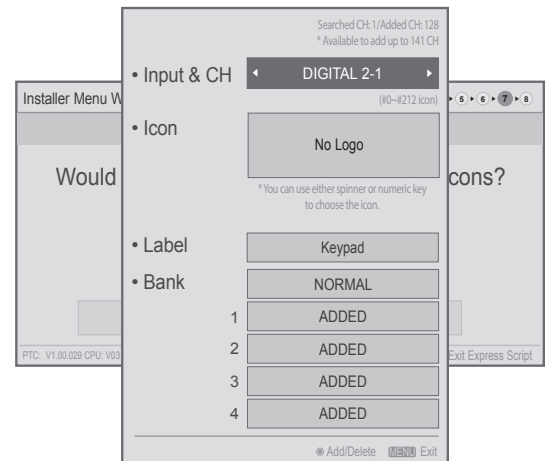 Searched CH: 1/Added CH: 128
* Available to add up to 141 CH
• Input & CH
DIGITAL 2-1
(#0~#212 icon)
• Icon
No Logo
* You can use either spinner or numeric key
to choose the icon.
• Label
Keypad
• Bank
NORMAL
1 ADDED
2 ADDED
3 ADDED
4 ADDED
Add/Delete MENU Exit
Installer Menu W
5 6 7 8
Would
cons?
PTC: V1.00.029 CPU: V03
Exit Express Script